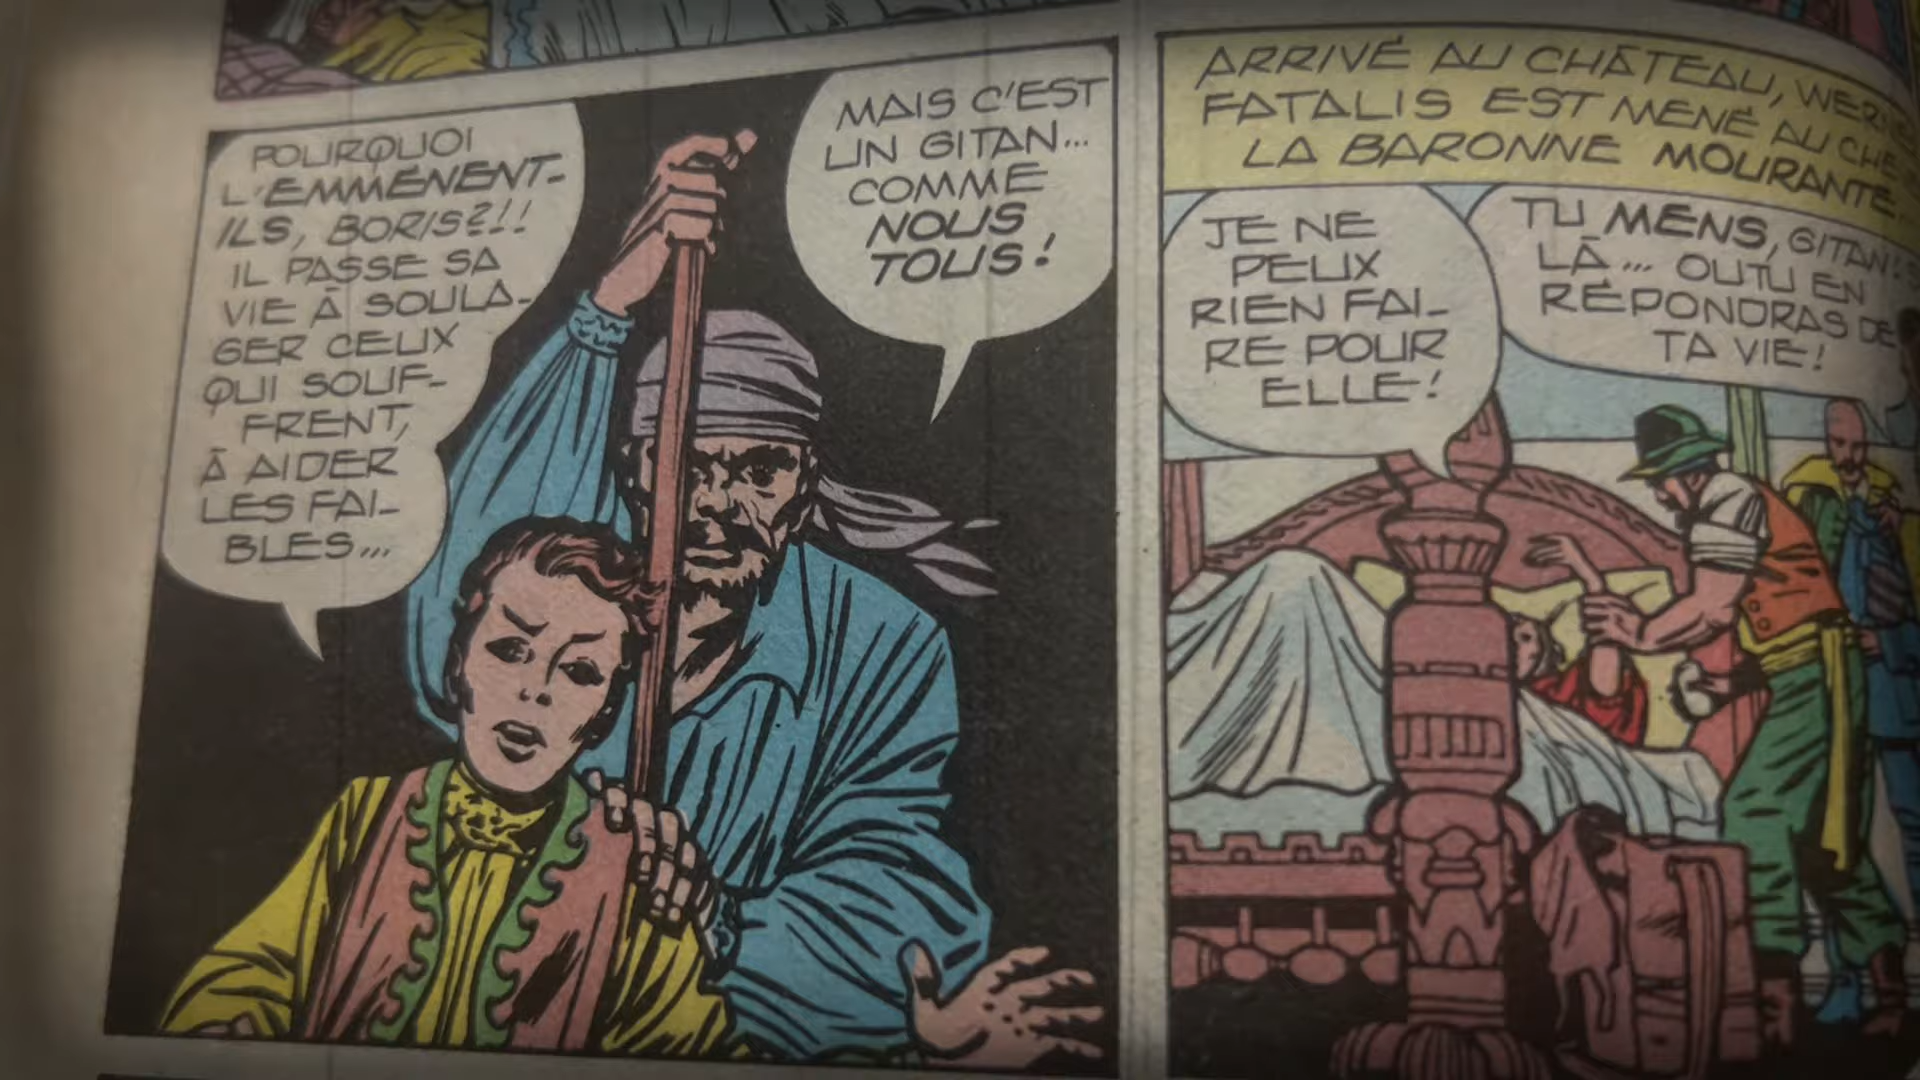 POURQUOI
L'EMMÈNENT-
ILS, BORIS?!!
IL PASSE SA
VIE À SOULA-
GER CEUX
QUI SOUF-
FRENT,
À AIDER
LES FAI-
BLES...
MAIS C'EST
UN GITAN...
COMME
NOUS
TOUS!
ARRIVÉ AU CHÂTEAU,
FATALIS EST MENÉ AU
LA BARONNE MOURANTE.
JE NE
PEUX
RIEN FAI-
RE POUR
ELLE!
TU MENS, GITAN!
LÀ... OUTU EN
RÉPONDRAS DE
TA VIE!